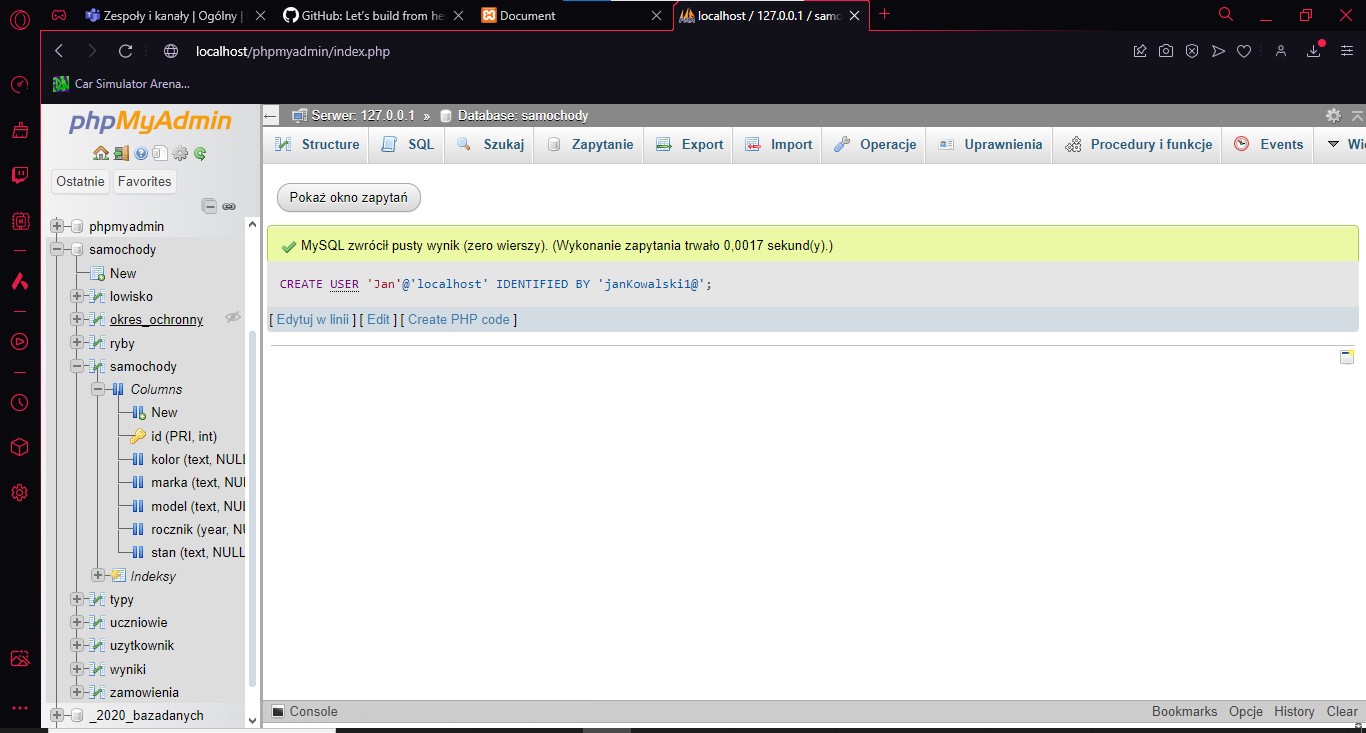 Zespoły i kanały | Ogólny |
GitHub: Let's build from he
Document
localhost / 127.0.0.1 / samo
localhost/phpmyadmin/index.php
Car Simulator Arena...
phpMyAdmin
Ostatnie
Favorites
phpmyadmin
samochody
New
lowisko
okres_ochronny
ryby
samochody
Columns
New
id (PRI, int)
kolor (text, NULL
marka (text, NUL
model (text, NUL
rocznik (year, NU
stan (text, NULL
Indeksy
typy
uczniowie
uzytkownik
wyniki
zamowienia
_2020_bazadanych
Serwer: 127.0.0.1 » Database: samochody
Structure
SQL
Szukaj
Zapytanie
Export
Import
Operacje
Uprawnienia
Procedury i funkcje
Events
Wię
Pokaż okno zapytań
MySQL zwrócił pusty wynik (zero wierszy). (Wykonanie zapytania trwało 0,0017 sekund(y).)
CREATE USER 'Jan'@'localhost' IDENTIFIED BY 'janKowalski1@';
[ Edytuj w linii ] [ Edit ] [ Create PHP code ]
Console
Bookmarks
Opcje
History
Clear